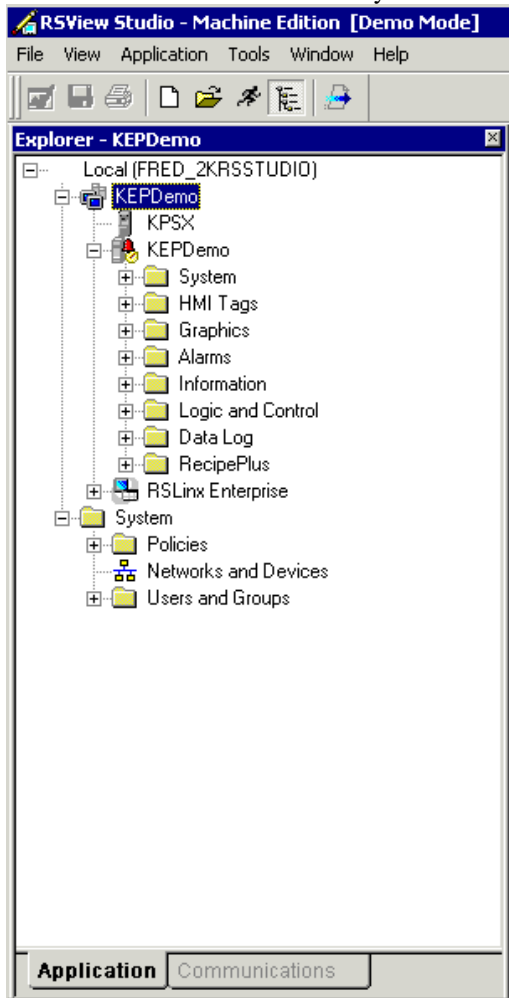 RSView Studio - Machine Edition [Demo Mode]
File View Application Tools Window Help
Explorer - KEPDemo
Local (FRED_2KRSSTUDIO)
KEPDemo
KPSX
KEPDemo
System
HMI Tags
Graphics
Alarms
Information
Logic and Control
Data Log
RecipePlus
RSLinx Enterprise
System
Policies
Networks and Devices
Users and Groups
Application Communications